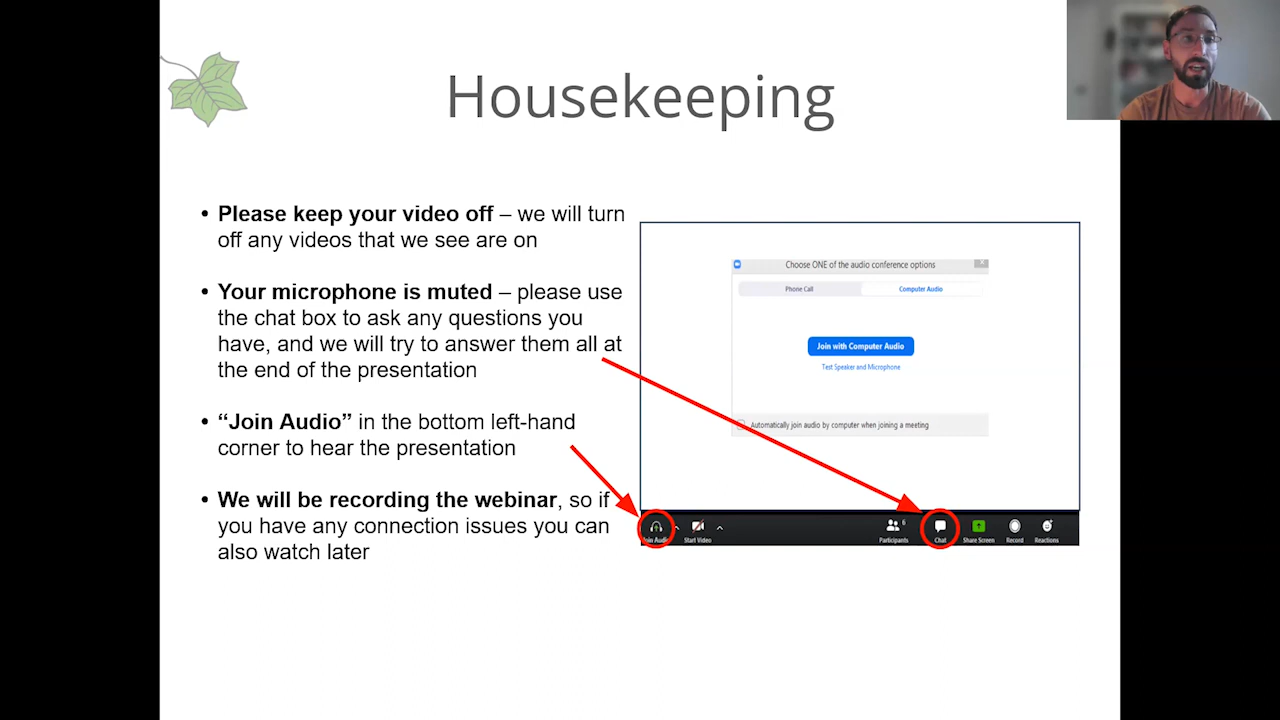 Housekeeping
• Please keep your video off – we will turn
off any videos that we see are on
• Your microphone is muted – please use
the chat box to ask any questions you
have, and we will try to answer them all at
the end of the presentation
• “Join Audio” in the bottom left-hand
corner to hear the presentation
• We will be recording the webinar, so if
you have any connection issues you can
also watch later
Choose ONE of the audio conference options
Phone Call
Computer Audio
Join with Computer Audio
Test Speaker and Microphone
Automatically join audio by computer when joining a meeting
Join Audio
Start Video
6
Participants
Chat
Share Screen
Record
Reactions